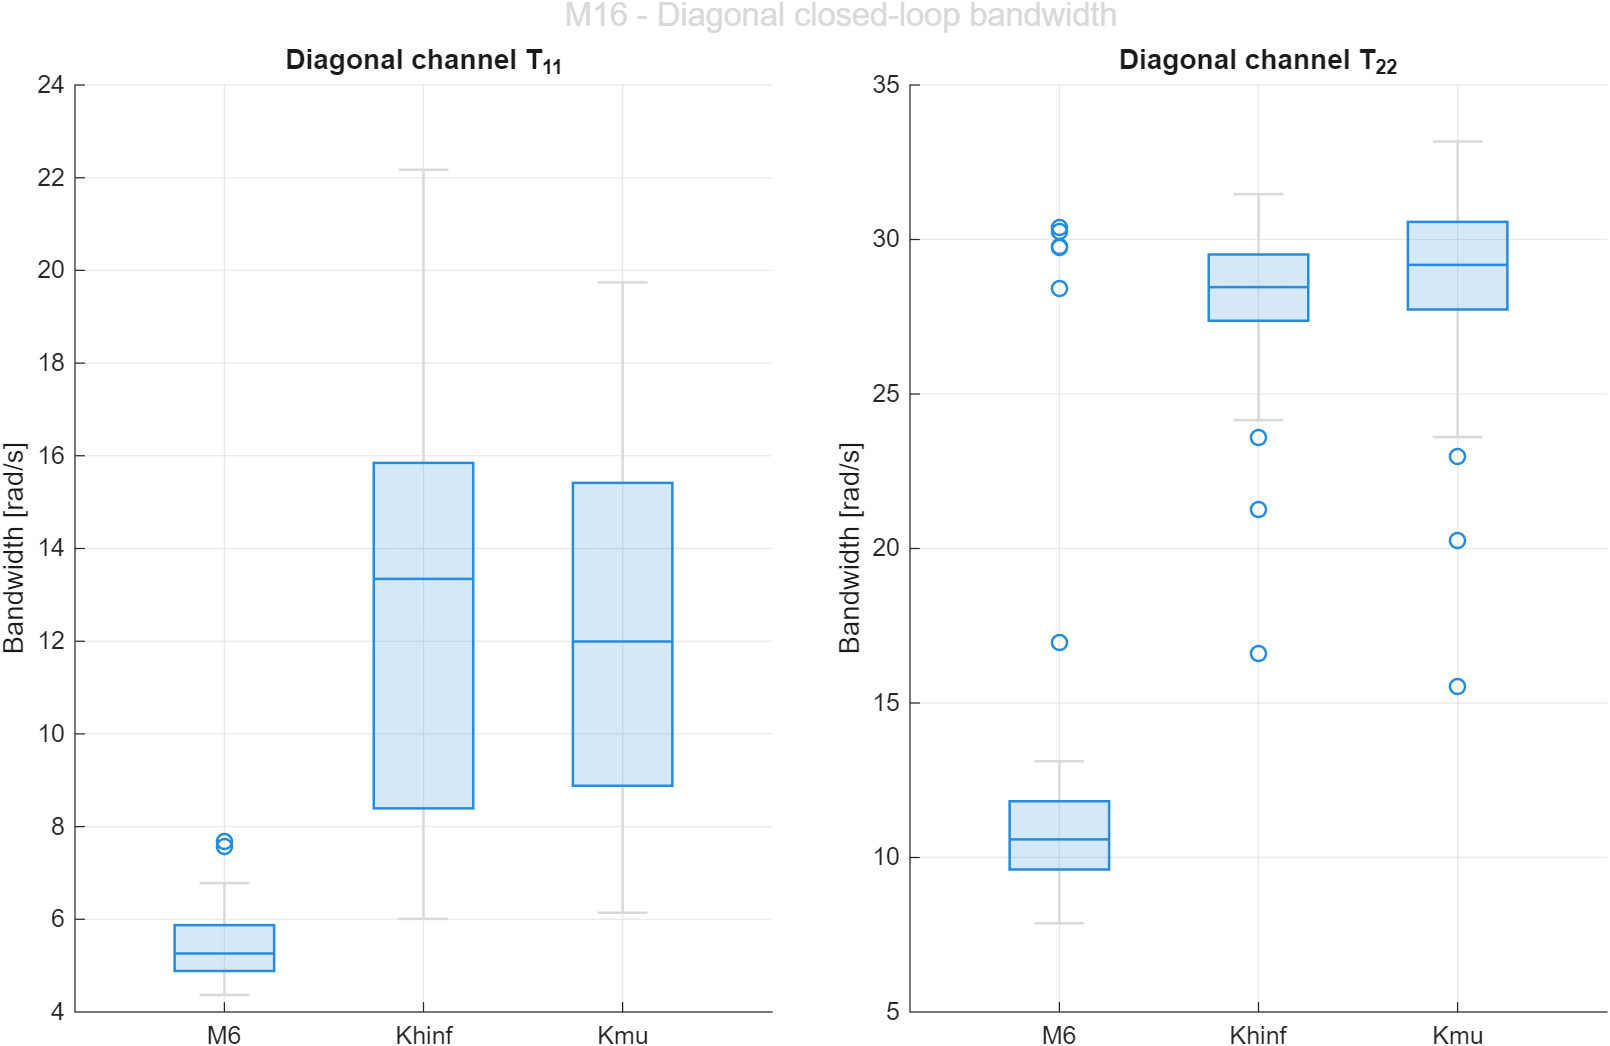 M16 - Diagonal closed-loop bandwidth
Diagonal channel T₁₁
24
22
20
18
16
14
12
10
8
6
4
Bandwidth [rad/s]
M6
Khinf
Kmu
Diagonal channel T₂₂
35
30
25
20
15
10
5
Bandwidth [rad/s]
M6
Khinf
Kmu